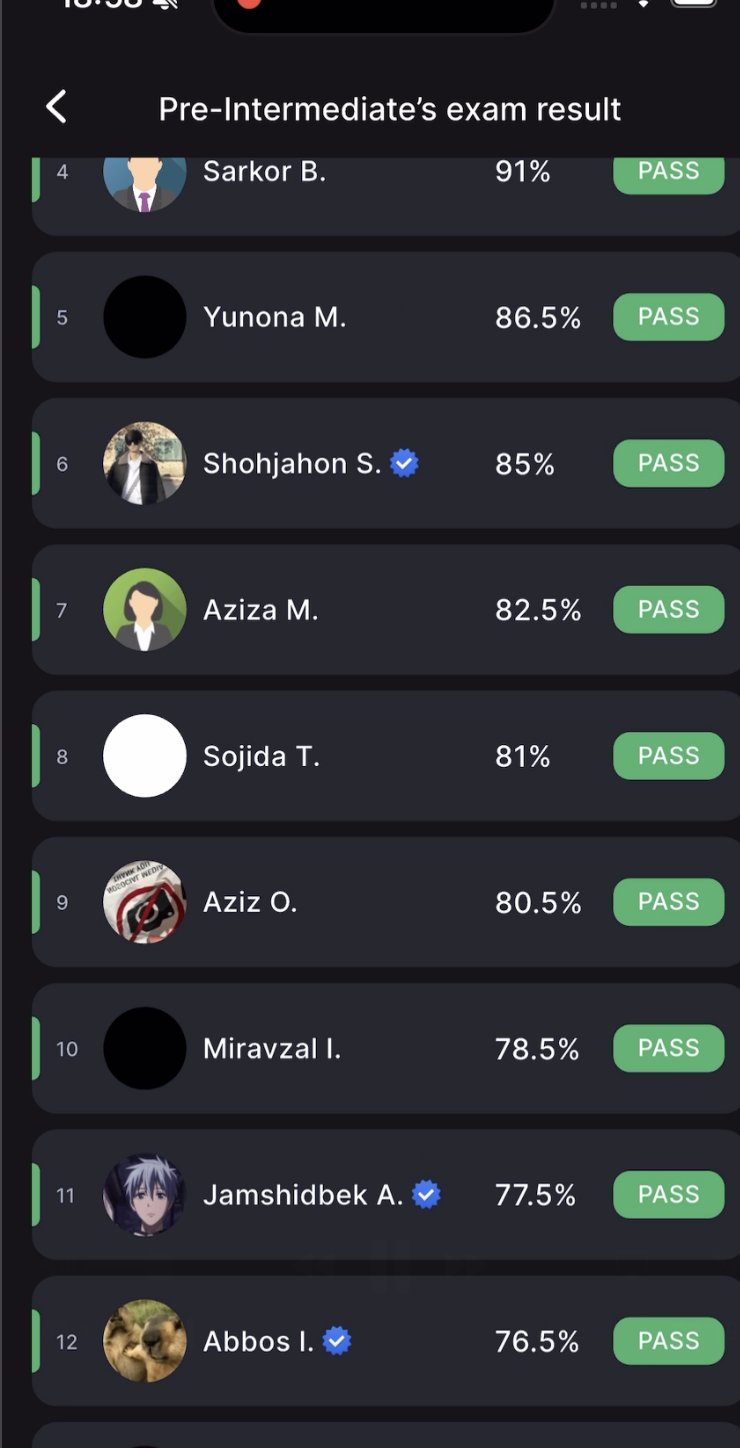 18:58
Pre-Intermediate’s exam result
4 Sarkor B. 91% PASS
5 Yunona M. 86.5% PASS
6 Shohjahon S. 85% PASS
7 Aziza M. 82.5% PASS
8 Sojida T. 81% PASS
9 Aziz O. 80.5% PASS
10 Miravzal I. 78.5% PASS
11 Jamshidbek A. 77.5% PASS
12 Abbos I. 76.5% PASS